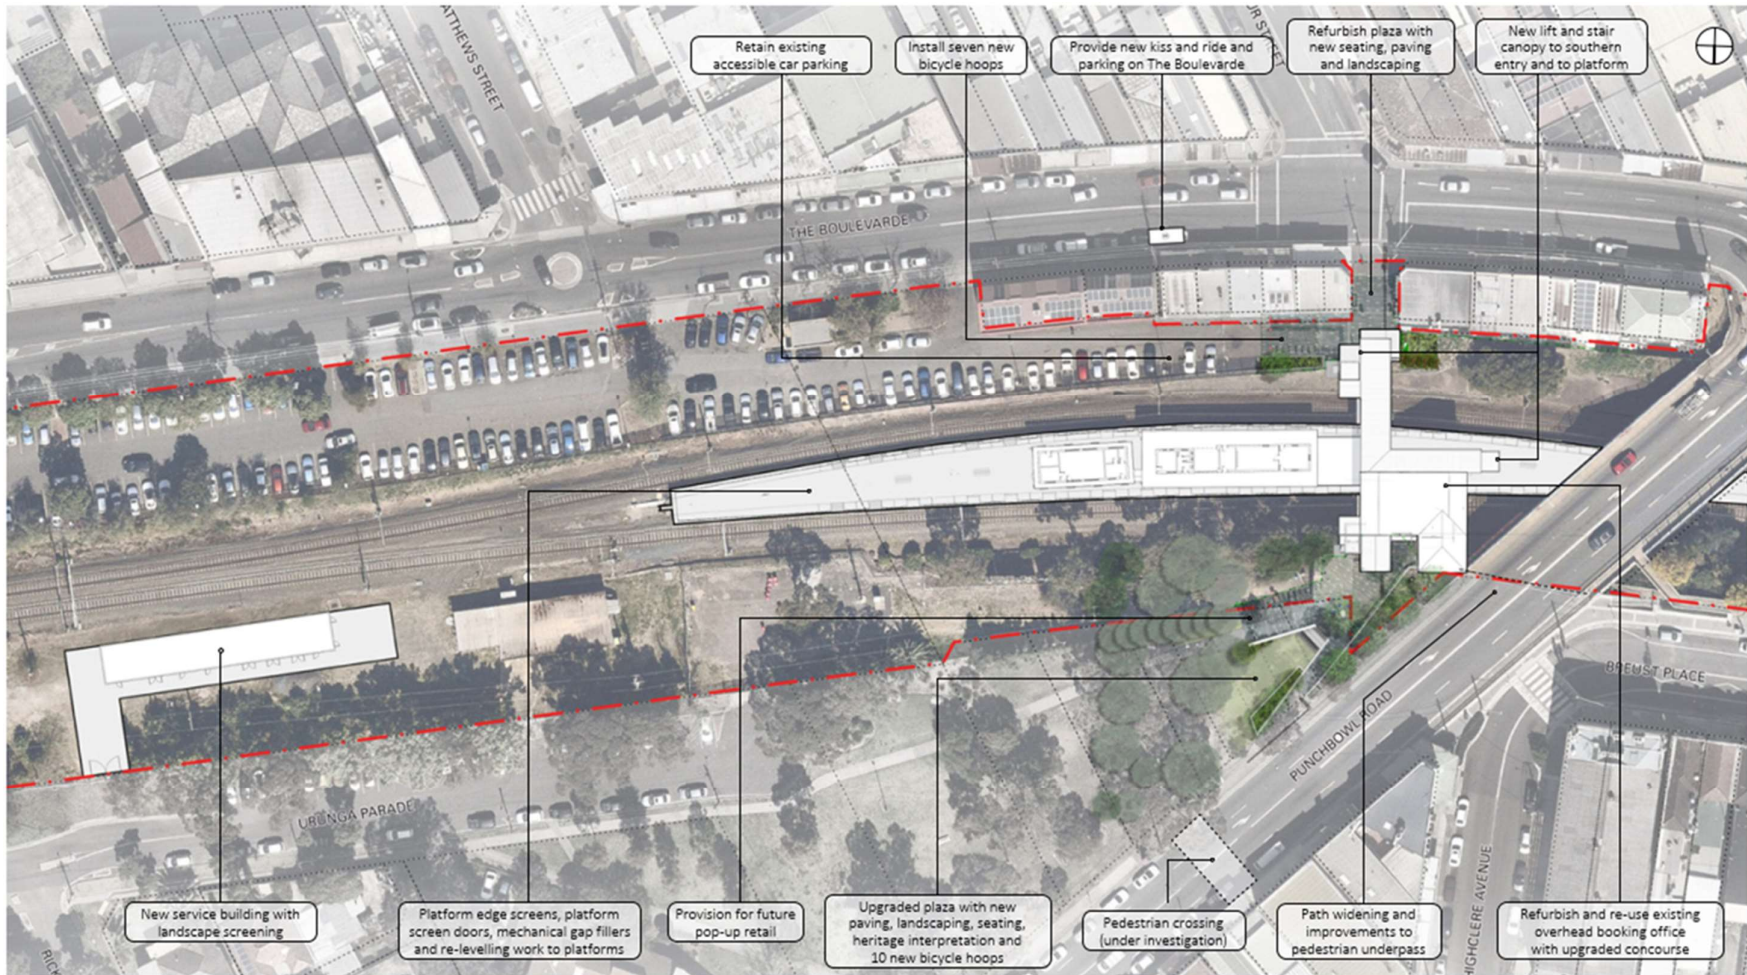 Retain existing
accessible car parking
Install seven new
bicycle hoops
Provide new kiss and ride and
parking on The Boulevarde
Refurbish plaza with
new seating, paving
and landscaping
New lift and stair
canopy to southern
entry and to platform
ATTHEWS STREET
UR STREET
THE BOULEVARDE
BREUST PLACE
PUNCHBOWL ROAD
URUNGA PARADE
HIGHCLERE AVENUE
RICH
New service building with
landscape screening
Platform edge screens, platform
screen doors, mechanical gap fillers
and re-levelling work to platforms
Provision for future
pop-up retail
Upgraded plaza with new
paving, landscaping, seating,
heritage interpretation and
10 new bicycle hoops
Pedestrian crossing
(under investigation)
Path widening and
improvements to
pedestrian underpass
Refurbish and re-use existing
overhead booking office
with upgraded concourse